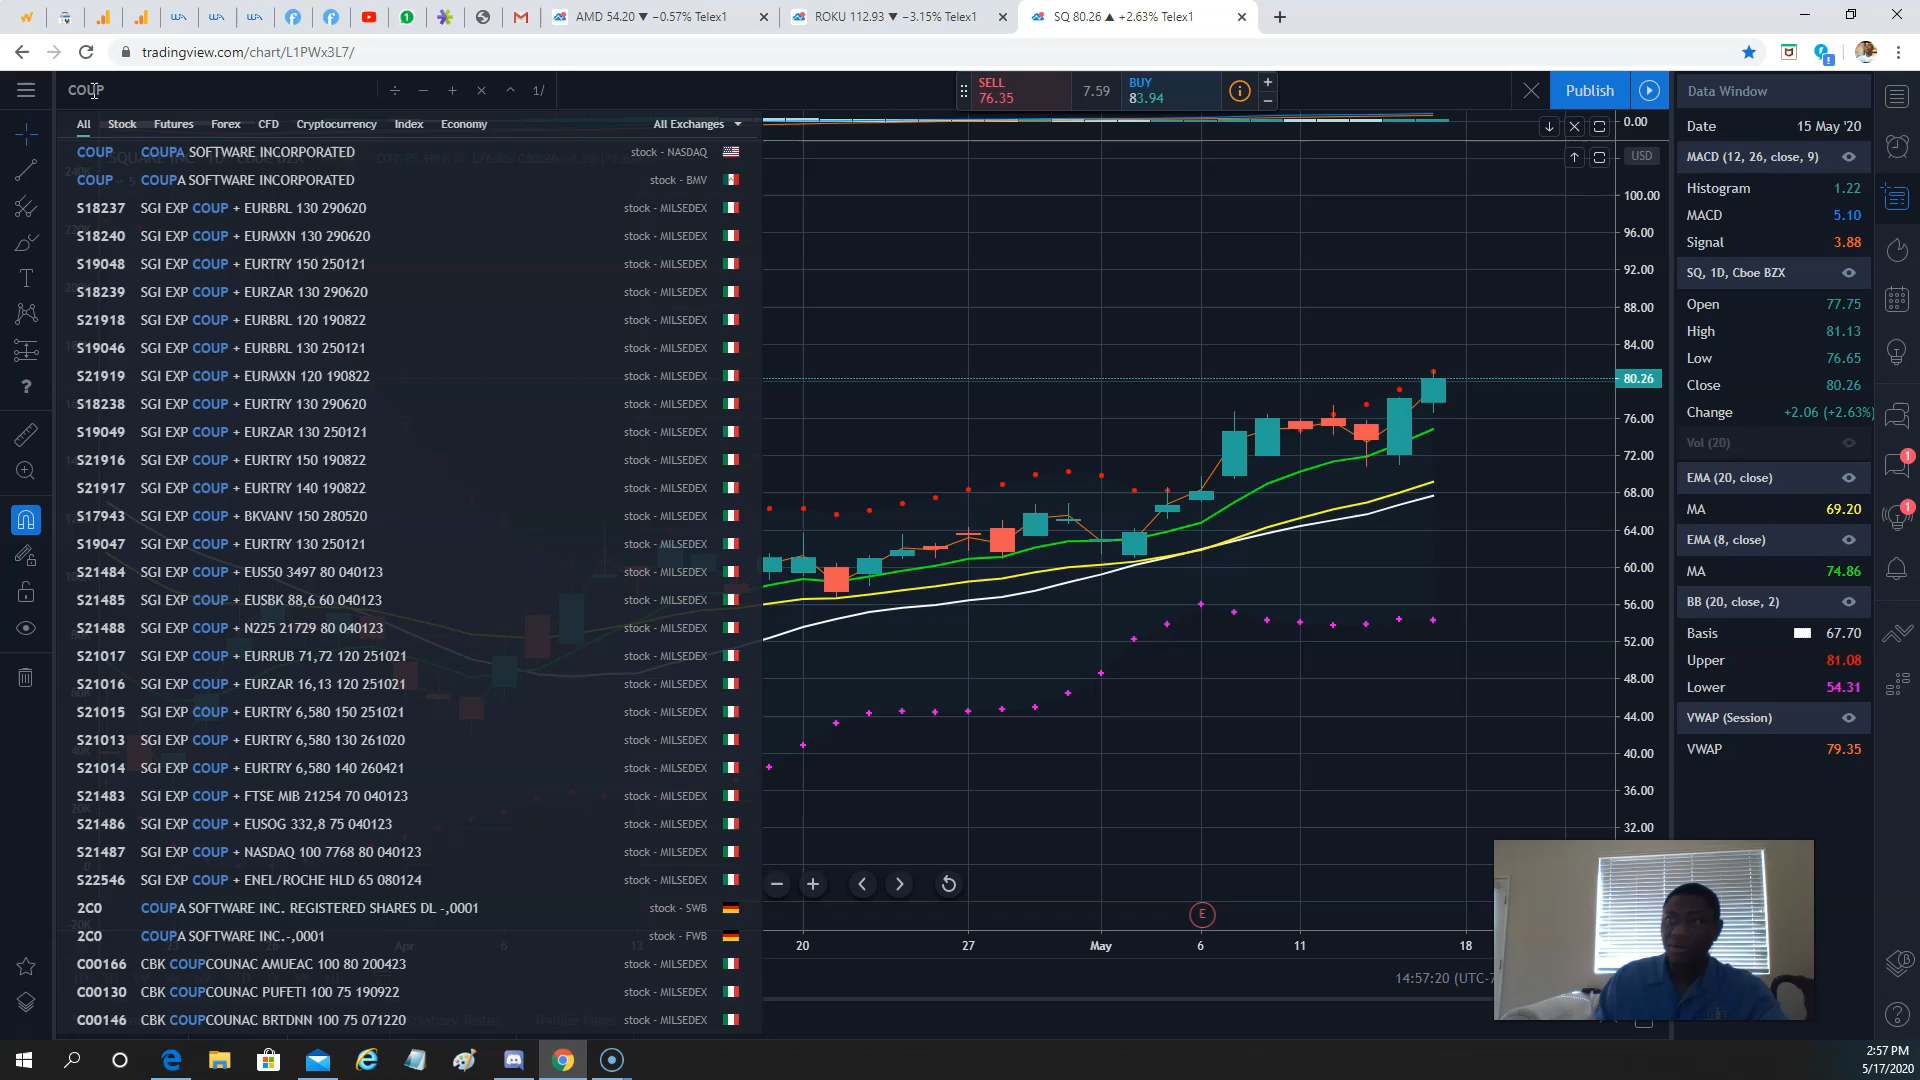 AMD 54.20 ▼ −0.57% Telex1
ROKU 112.93 ▼ −3.15% Telex1
SQ 80.26 ▲ +2.63% Telex1
tradingview.com/chart/L1PWx3L7/
COUP
1/
SELL
76.35
7.59
BUY
83.94
Publish
Data Window
All Stock Futures Forex CFD Cryptocurrency Index Economy All Exchanges
COUP COUPA SOFTWARE INCORPORATED stock - NASDAQ
COUP COUPA SOFTWARE INCORPORATED stock - BMV
S18237 SGI EXP COUP + EURBRL 130 290620 stock - MILSEDEX
S18240 SGI EXP COUP + EURMXN 130 290620 stock - MILSEDEX
S19048 SGI EXP COUP + EURTRY 150 250121 stock - MILSEDEX
S18239 SGI EXP COUP + EURZAR 130 290620 stock - MILSEDEX
S21918 SGI EXP COUP + EURBRL 120 190822 stock - MILSEDEX
S19046 SGI EXP COUP + EURBRL 130 250121 stock - MILSEDEX
S21919 SGI EXP COUP + EURMXN 120 190822 stock - MILSEDEX
S18238 SGI EXP COUP + EURTRY 130 290620 stock - MILSEDEX
S19049 SGI EXP COUP + EURZAR 130 250121 stock - MILSEDEX
S21916 SGI EXP COUP + EURTRY 150 190822 stock - MILSEDEX
S21917 SGI EXP COUP + EURTRY 140 190822 stock - MILSEDEX
S17943 SGI EXP COUP + BKVANV 150 280520 stock - MILSEDEX
S19047 SGI EXP COUP + EURTRY 130 250121 stock - MILSEDEX
S21484 SGI EXP COUP + EUS50 3497 80 040123 stock - MILSEDEX
S21485 SGI EXP COUP + EUSBK 88,6 60 040123 stock - MILSEDEX
S21488 SGI EXP COUP + N225 21729 80 040123 stock - MILSEDEX
S21017 SGI EXP COUP + EURRUB 71,72 120 251021 stock - MILSEDEX
S21016 SGI EXP COUP + EURZAR 16,13 120 251021 stock - MILSEDEX
S21015 SGI EXP COUP + EURTRY 6,580 150 251021 stock - MILSEDEX
S21013 SGI EXP COUP + EURTRY 6,580 130 261020 stock - MILSEDEX
S21014 SGI EXP COUP + EURTRY 6,580 140 260421 stock - MILSEDEX
S21483 SGI EXP COUP + FTSE MIB 21254 70 040123 stock - MILSEDEX
S21486 SGI EXP COUP + EUSOG 332,8 75 040123 stock - MILSEDEX
S21487 SGI EXP COUP + NASDAQ 100 7768 80 040123 stock - MILSEDEX
S22546 SGI EXP COUP + ENEL/ROCHE HLD 65 080124 stock - MILSEDEX
2C0 COUPA SOFTWARE INC. REGISTERED SHARES DL -,0001 stock - SWB
2C0 COUPA SOFTWARE INC.-,0001 stock - FWB
C00166 CBK COUPCOUNAC AMUEAC 100 80 200423 stock - MILSEDEX
C00130 CBK COUPCOUNAC PUFETI 100 75 190922 stock - MILSEDEX
C00146 CBK COUPCOUNAC BRTDNN 100 75 071220 stock - MILSEDEX
0.00
USD
100.00
96.00
92.00
88.00
84.00
80.26
76.00
72.00
68.00
64.00
60.00
56.00
52.00
48.00
44.00
40.00
36.00
32.00
E
Apr 6 13 20 27 May 6 11 18
14:57:20 (UTC-7
Date 15 May '20
MACD (12, 26, close, 9)
Histogram 1.22
MACD 5.10
Signal 3.88
SQ, 1D, Cboe BZX
Open 77.75
High 81.13
Low 76.65
Close 80.26
Change +2.06 (+2.63%)
Vol (20)
EMA (20, close)
MA 69.20
EMA (8, close)
MA 74.86
BB (20, close, 2)
Basis 67.70
Upper 81.08
Lower 54.31
VWAP (Session)
VWAP 79.35
1
1
2:57 PM
5/17/2020